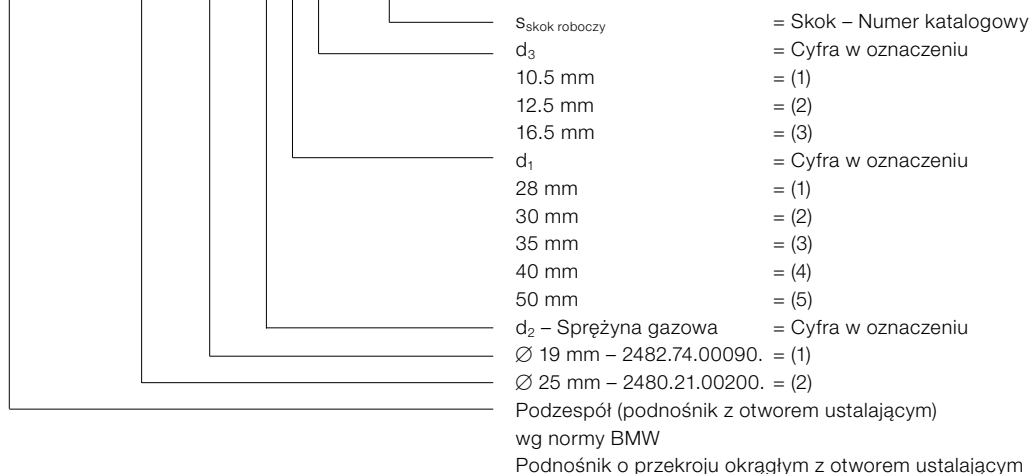 s skok roboczy = Skok – Numer katalogowy
d3 = Cyfra w oznaczeniu
10.5 mm = (1)
12.5 mm = (2)
16.5 mm = (3)
d1 = Cyfra w oznaczeniu
28 mm = (1)
30 mm = (2)
35 mm = (3)
40 mm = (4)
50 mm = (5)
d2 – Sprężyna gazowa = Cyfra w oznaczeniu
∅ 19 mm – 2482.74.00090. = (1)
∅ 25 mm – 2480.21.00200. = (2)
Podzespół (podnośnik z otworem ustalającym)
wg normy BMW
Podnośnik o przekroju okrągłym z otworem ustalającym